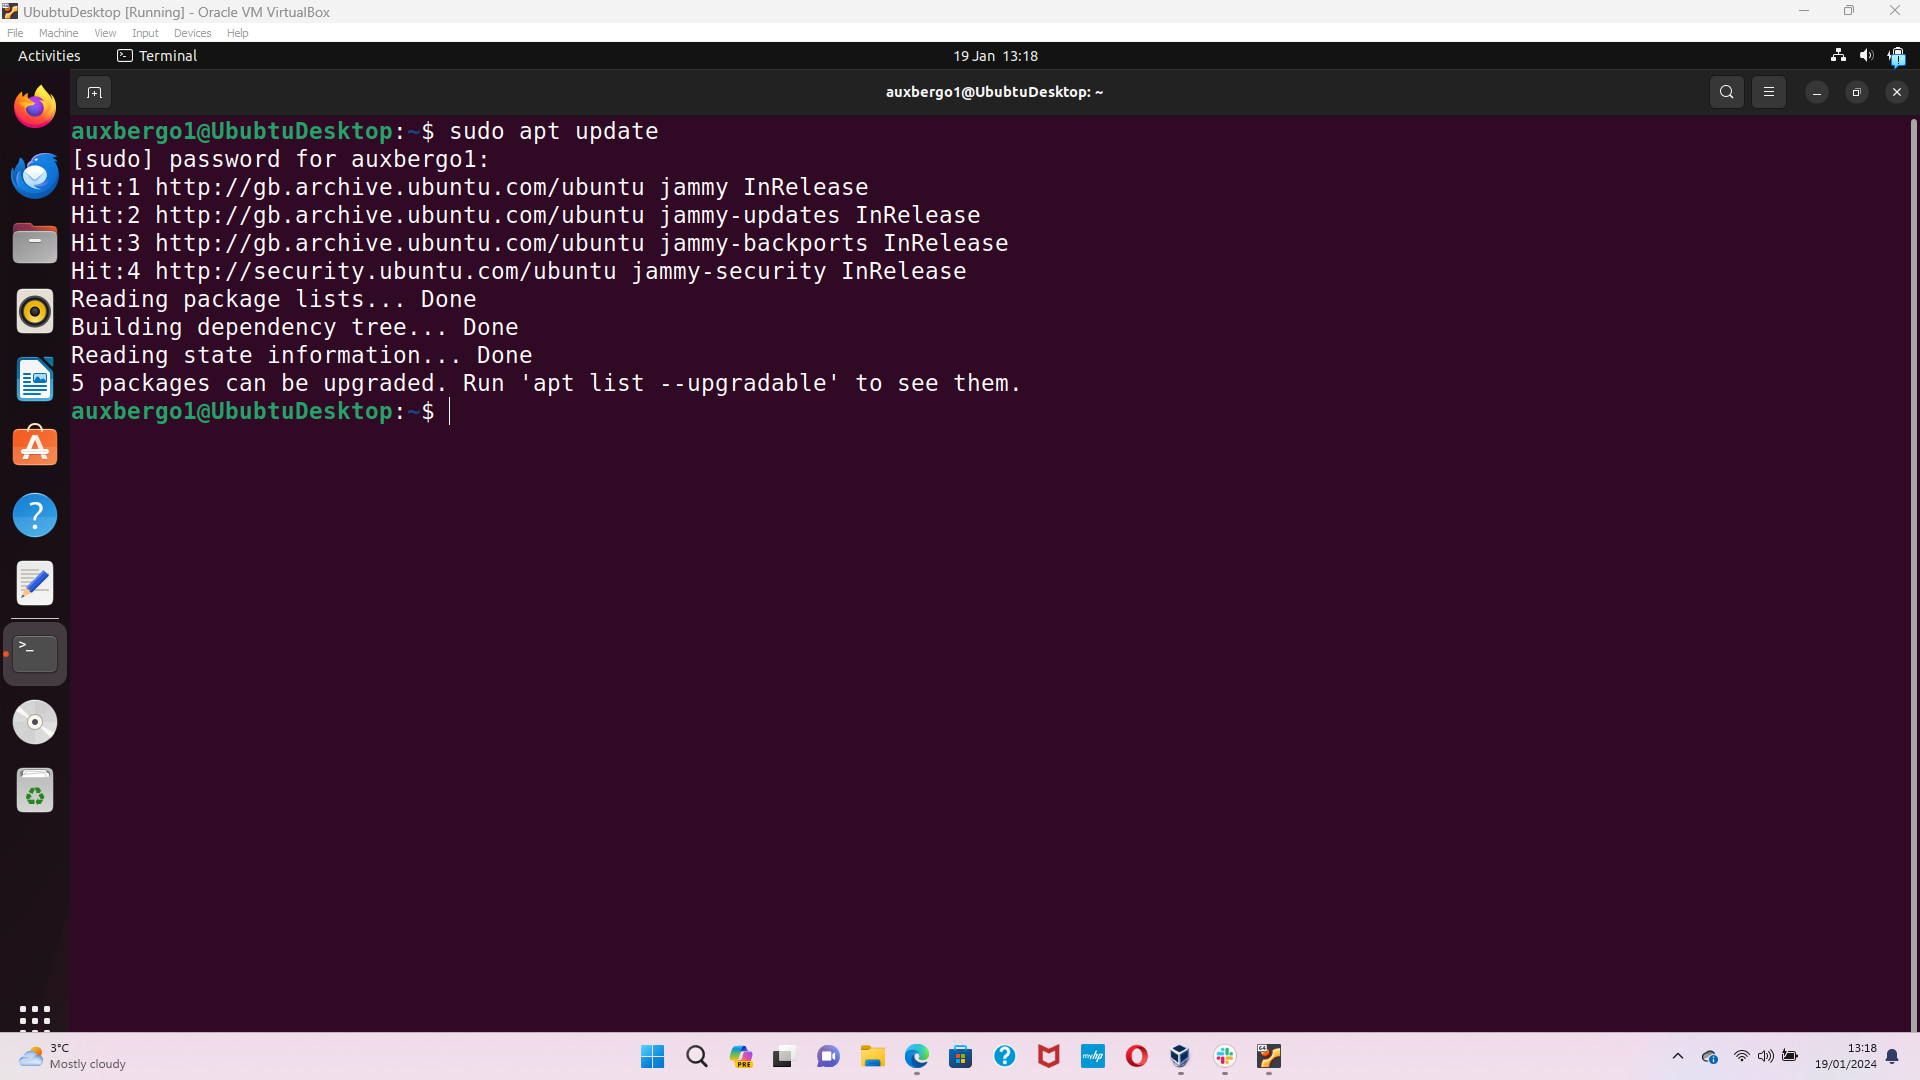 UbubtuDesktop [Running] - Oracle VM VirtualBox
File Machine View Input Devices Help
Activities Terminal 19 Jan 13:18
auxbergo1@UbubtuDesktop: ~
auxbergo1@UbubtuDesktop:~$ sudo apt update
[sudo] password for auxbergo1:
Hit:1 http://gb.archive.ubuntu.com/ubuntu jammy InRelease
Hit:2 http://gb.archive.ubuntu.com/ubuntu jammy-updates InRelease
Hit:3 http://gb.archive.ubuntu.com/ubuntu jammy-backports InRelease
Hit:4 http://security.ubuntu.com/ubuntu jammy-security InRelease
Reading package lists... Done
Building dependency tree... Done
Reading state information... Done
5 packages can be upgraded. Run 'apt list --upgradable' to see them.
auxbergo1@UbubtuDesktop:~$
3°C
Mostly cloudy
PRE
myhp
13:18
19/01/2024